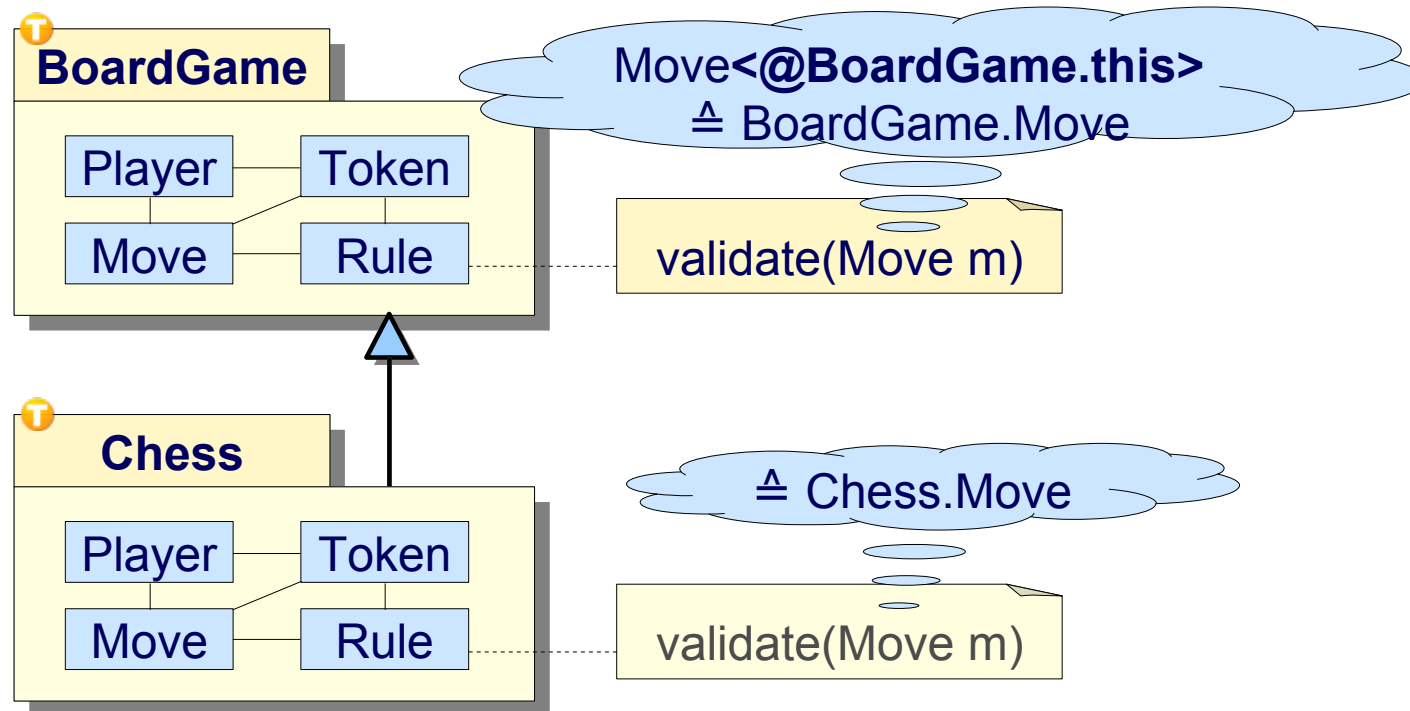 T
BoardGame
Move<@BoardGame.this>
≙ BoardGame.Move
Player Token
Move Rule
validate(Move m)
T
Chess
≙ Chess.Move
Player Token
Move Rule
validate(Move m)